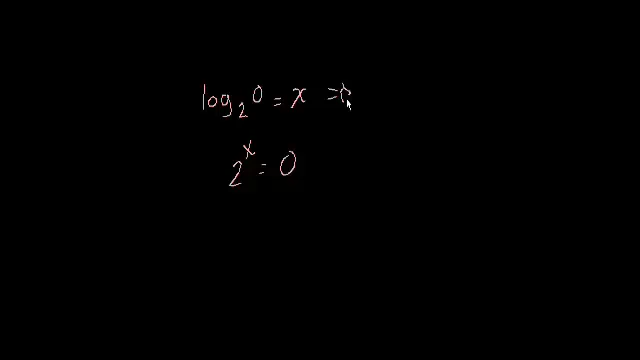 log₂ 0 = x =
2ˣ = 0